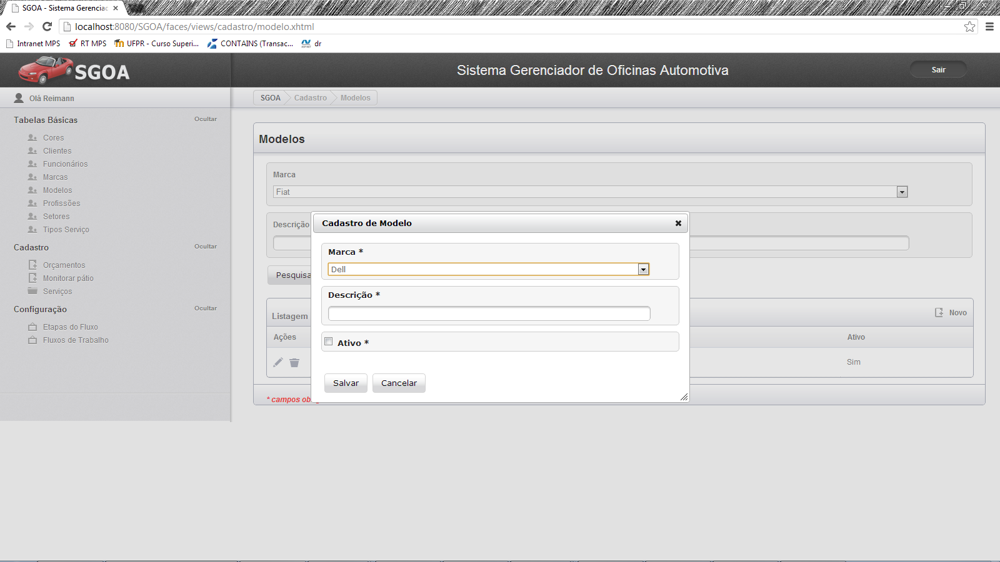 SGOA - Sistema Gerenciac
localhost:8080/SGOA/faces/views/cadastro/modelo.xhtml
Intranet MPS RT MPS UFPR - Curso Superi... CONTAINS (Transac... dr
SGOA
Sistema Gerenciador de Oficinas Automotiva
Sair
Olá Reimann
SGOA Cadastro Modelos
Tabelas Básicas Ocultar
Cores
Clientes
Funcionários
Marcas
Modelos
Profissões
Setores
Tipos Serviço
Cadastro Ocultar
Orçamentos
Monitorar pátio
Serviços
Configuração Ocultar
Etapas do Fluxo
Fluxos de Trabalho
Modelos
Marca
Fiat
Descrição
Pesquisa
Listagem
Novo
Ações
Ativo
Sim
* campos ob
Cadastro de Modelo
Marca *
Dell
Descrição *
Ativo *
Salvar Cancelar